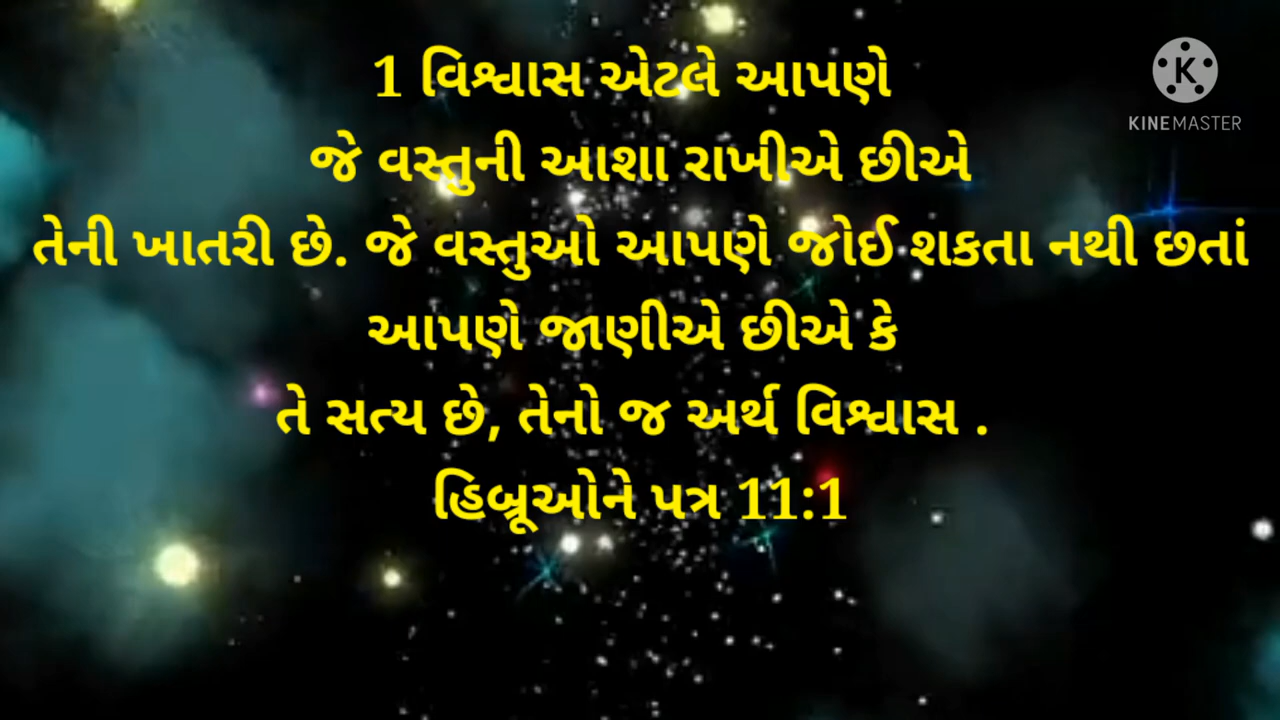 1 વિશ્વાસ એટલે આપણે
જે વસ્તુની આશા રાખીએ છીએ
તેની ખાતરી છે. જે વસ્તુઓ આપણે જોઈ શકતા નથી છતાં
આપણે જાણીએ છીએ કે
તે સત્ય છે, તેનો જ અર્થ વિશ્વાસ .
હિબ્રૂઓને પત્ર 11:1
K
KINEMASTER